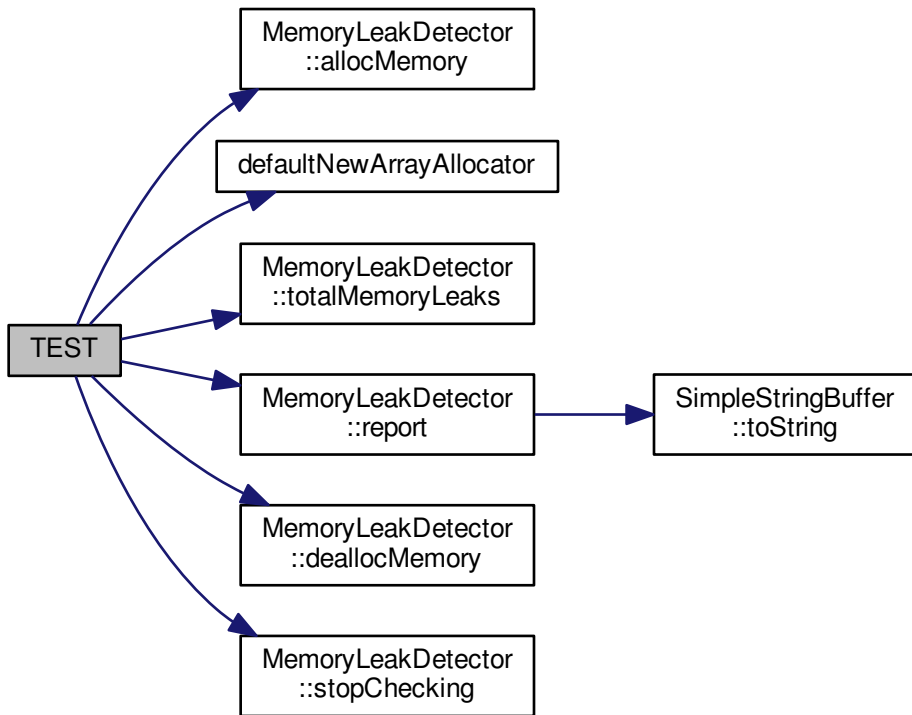 MemoryLeakDetector
::allocMemory
defaultNewArrayAllocator
MemoryLeakDetector
::totalMemoryLeaks
TEST
MemoryLeakDetector
::report
SimpleStringBuffer
::toString
MemoryLeakDetector
::deallocMemory
MemoryLeakDetector
::stopChecking